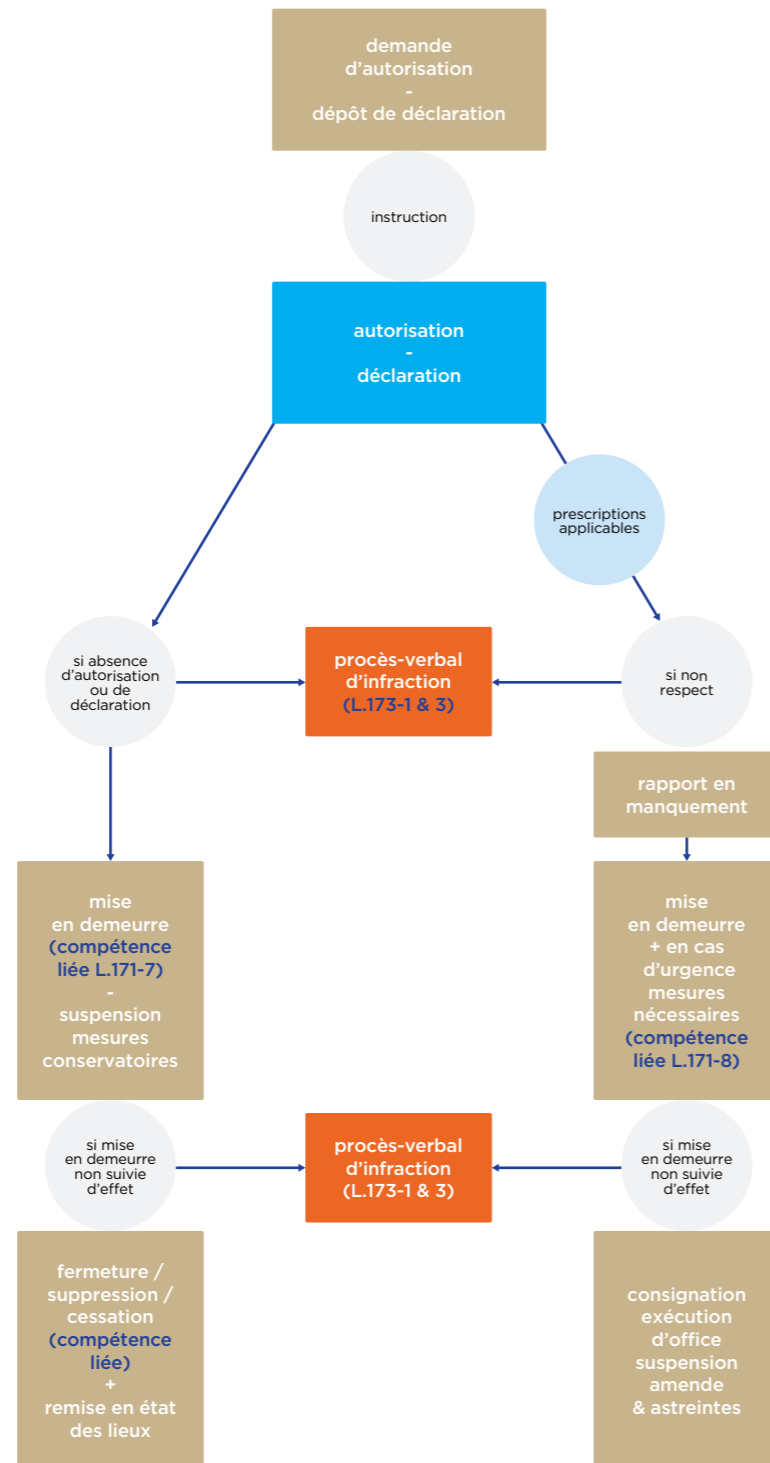 demande
d'autorisation
-
dépôt de déclaration
instruction
autorisation
-
déclaration
prescriptions
applicables
si absence
d'autorisation
ou de
déclaration
procès-verbal
d'infraction
(L.173-1 & 3)
si non
respect
rapport en
manquement
mise
en demeurre
(compétence
liée L.171-7)
-
suspension
mesures
conservatoires
mise
en demeurre
+ en cas
d'urgence
mesures
nécessaires
(compétence
liée L.171-8)
si mise
en demeurre
non suivie
d'effet
procès-verbal
d'infraction
(L.173-1 & 3)
si mise
en demeurre
non suivie
d'effet
fermeture /
suppression /
cessation
(compétence
liée)
+
remise en état
des lieux
consignation
exécution
d'office
suspension
amende
& astreintes